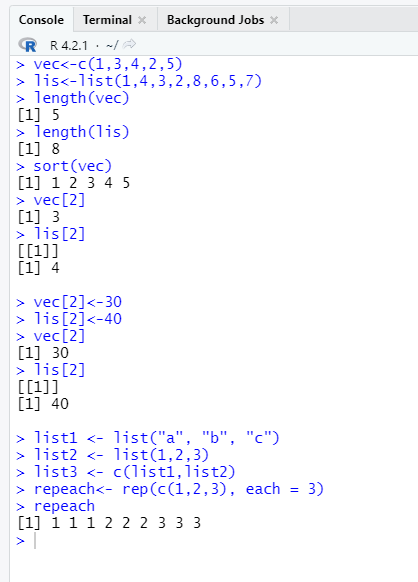 Console Terminal Background Jobs
R 4.2.1 · ~/
> vec<-c(1,3,4,2,5)
> lis<-list(1,4,3,2,8,6,5,7)
> length(vec)
[1] 5
> length(lis)
[1] 8
> sort(vec)
[1] 1 2 3 4 5
> vec[2]
[1] 3
> lis[2]
[[1]]
[1] 4
> vec[2]<-30
> lis[2]<-40
> vec[2]
[1] 30
> lis[2]
[[1]]
[1] 40
> list1 <- list("a", "b", "c")
> list2 <- list(1,2,3)
> list3 <- c(list1,list2)
> repeach<- rep(c(1,2,3), each = 3)
> repeach
[1] 1 1 1 2 2 2 3 3 3
>